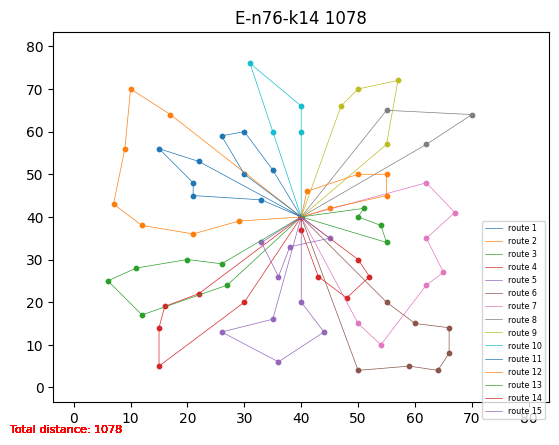 E-n76-k14 1078
80
70
60
50
40
30
20
10
0
0 10 20 30 40 50 60 70 80
route 1
route 2
route 3
route 4
route 5
route 6
route 7
route 8
route 9
route 10
route 11
route 12
route 13
route 14
route 15
Total distance: 1078